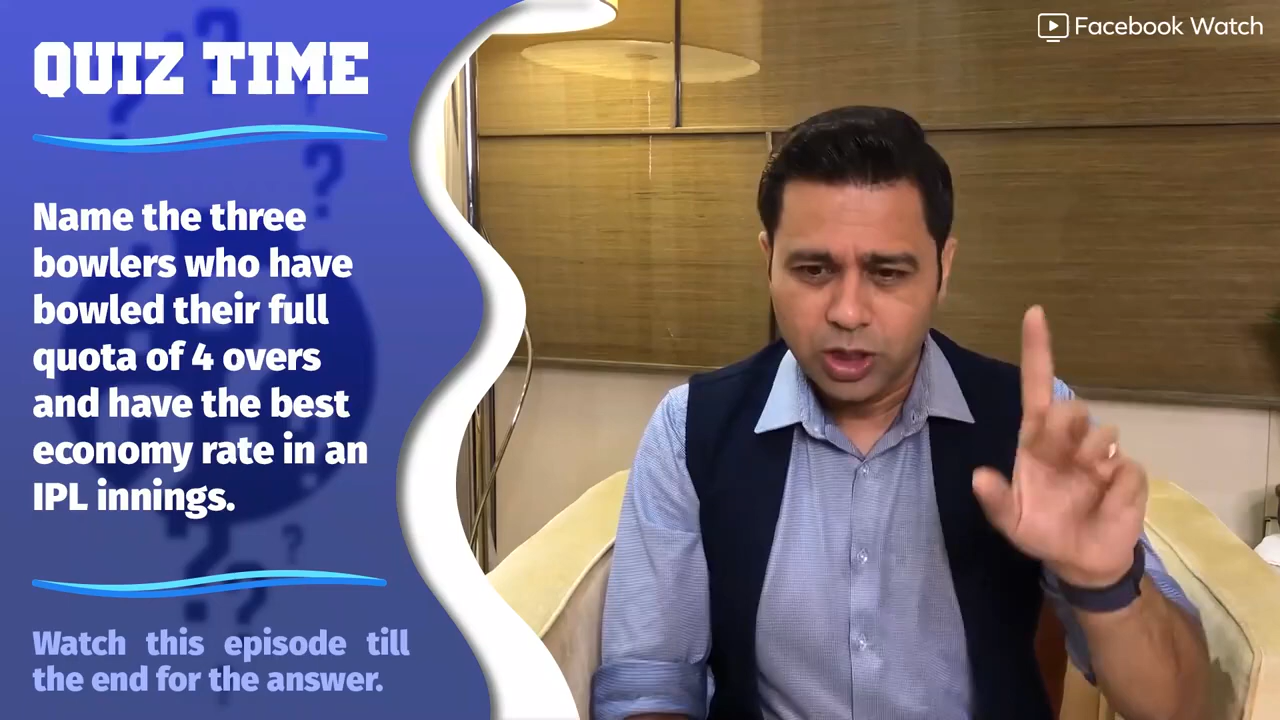 Facebook Watch
QUIZ TIME
Name the three
bowlers who have
bowled their full
quota of 4 overs
and have the best
economy rate in an
IPL innings.
Watch this episode till
the end for the answer.